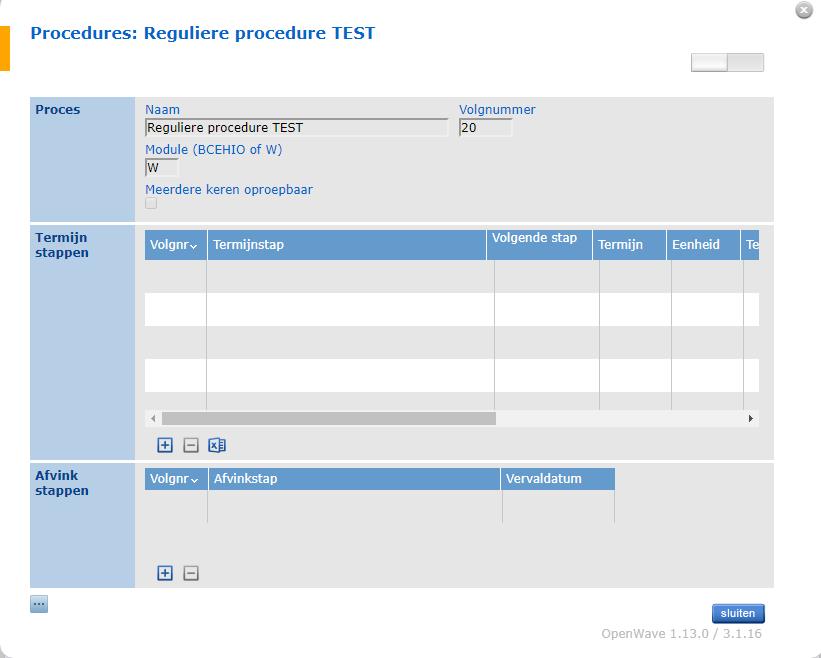 Procedures: Reguliere procedure TEST
Proces
Naam Volgnummer
Reguliere procedure TEST 20
Module (BCEHIO of W)
W
Meerdere keren oproepbaar
Termijn
stappen
Volgnr Termijnstap Volgende stap Termijn Eenheid Te
Afvink
stappen
Volgnr Afvinkstap Vervaldatum
...
sluiten
OpenWave 1.13.0 / 3.1.16